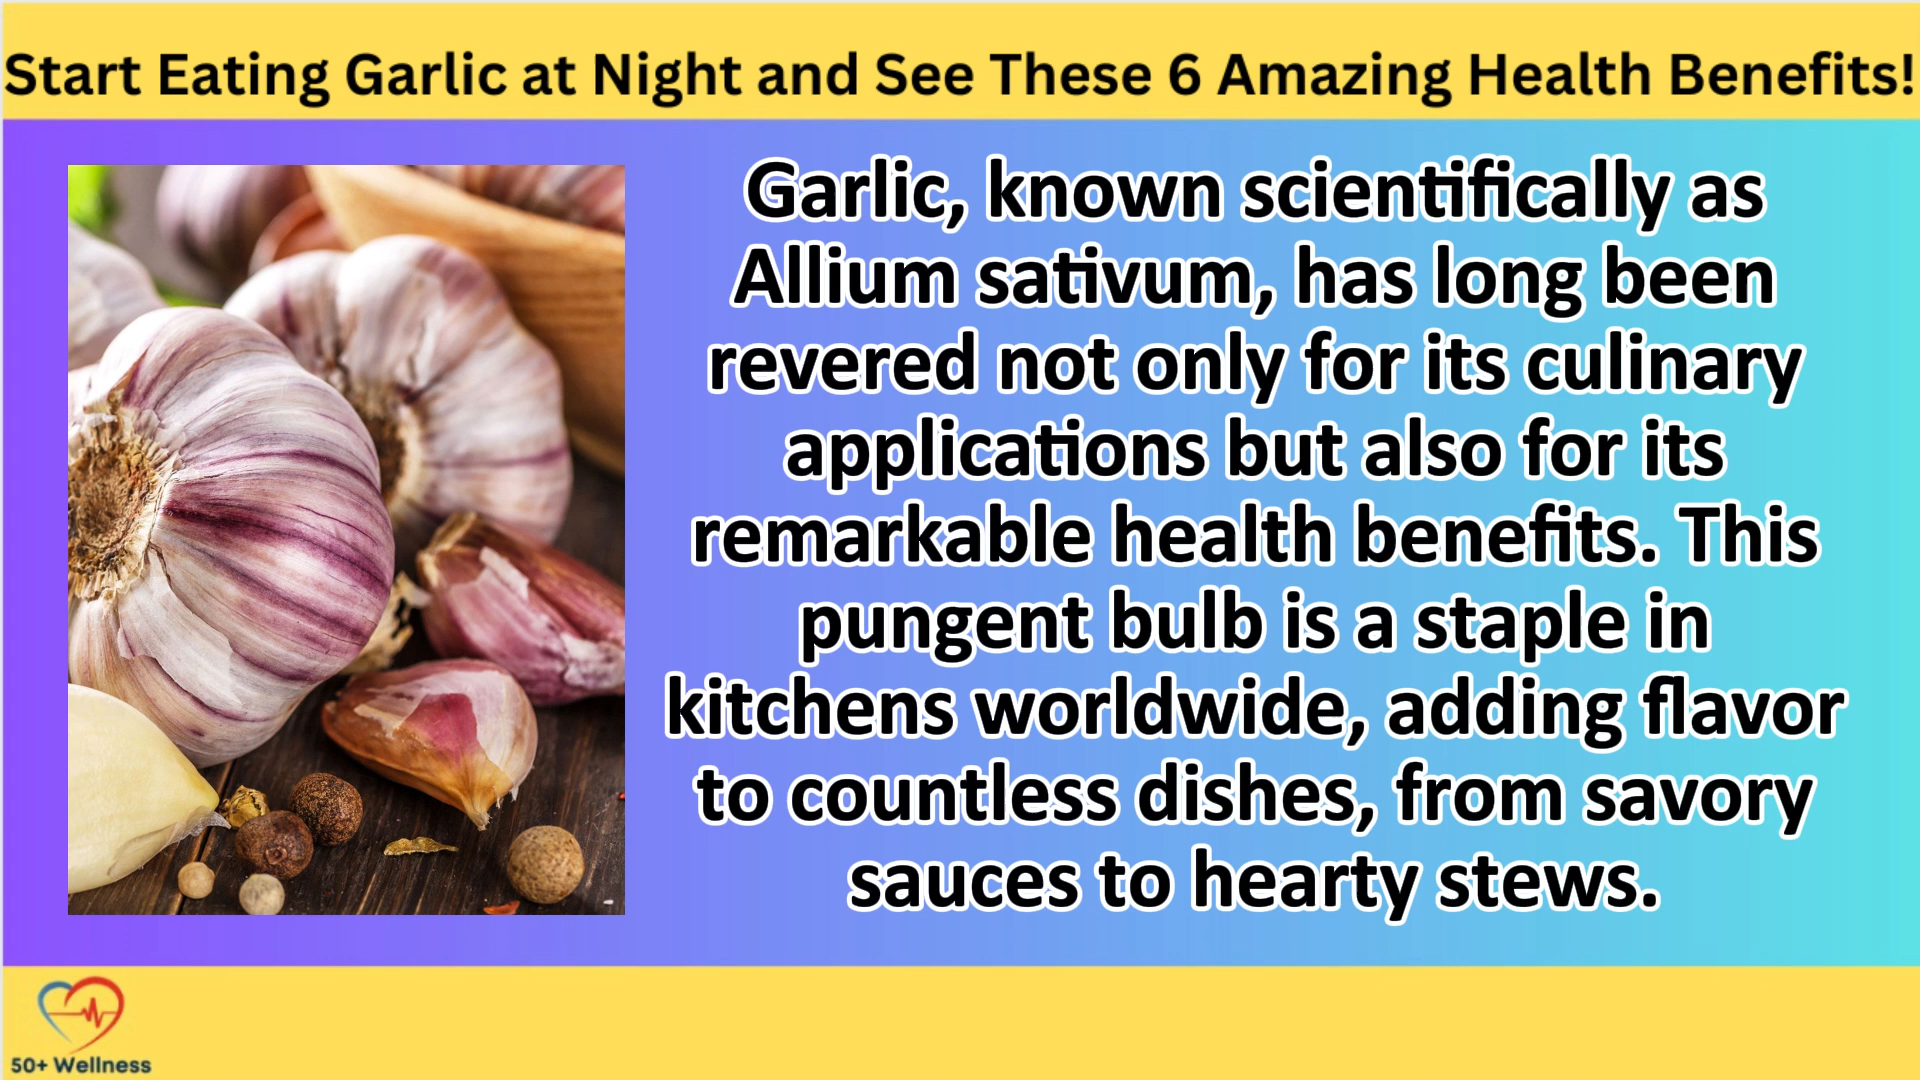 Start Eating Garlic at Night and See These 6 Amazing Health Benefits!
Garlic, known scientifically as
Allium sativum, has long been
revered not only for its culinary
applications but also for its
remarkable health benefits. This
pungent bulb is a staple in
kitchens worldwide, adding flavor
to countless dishes, from savory
sauces to hearty stews.
50+ Wellness